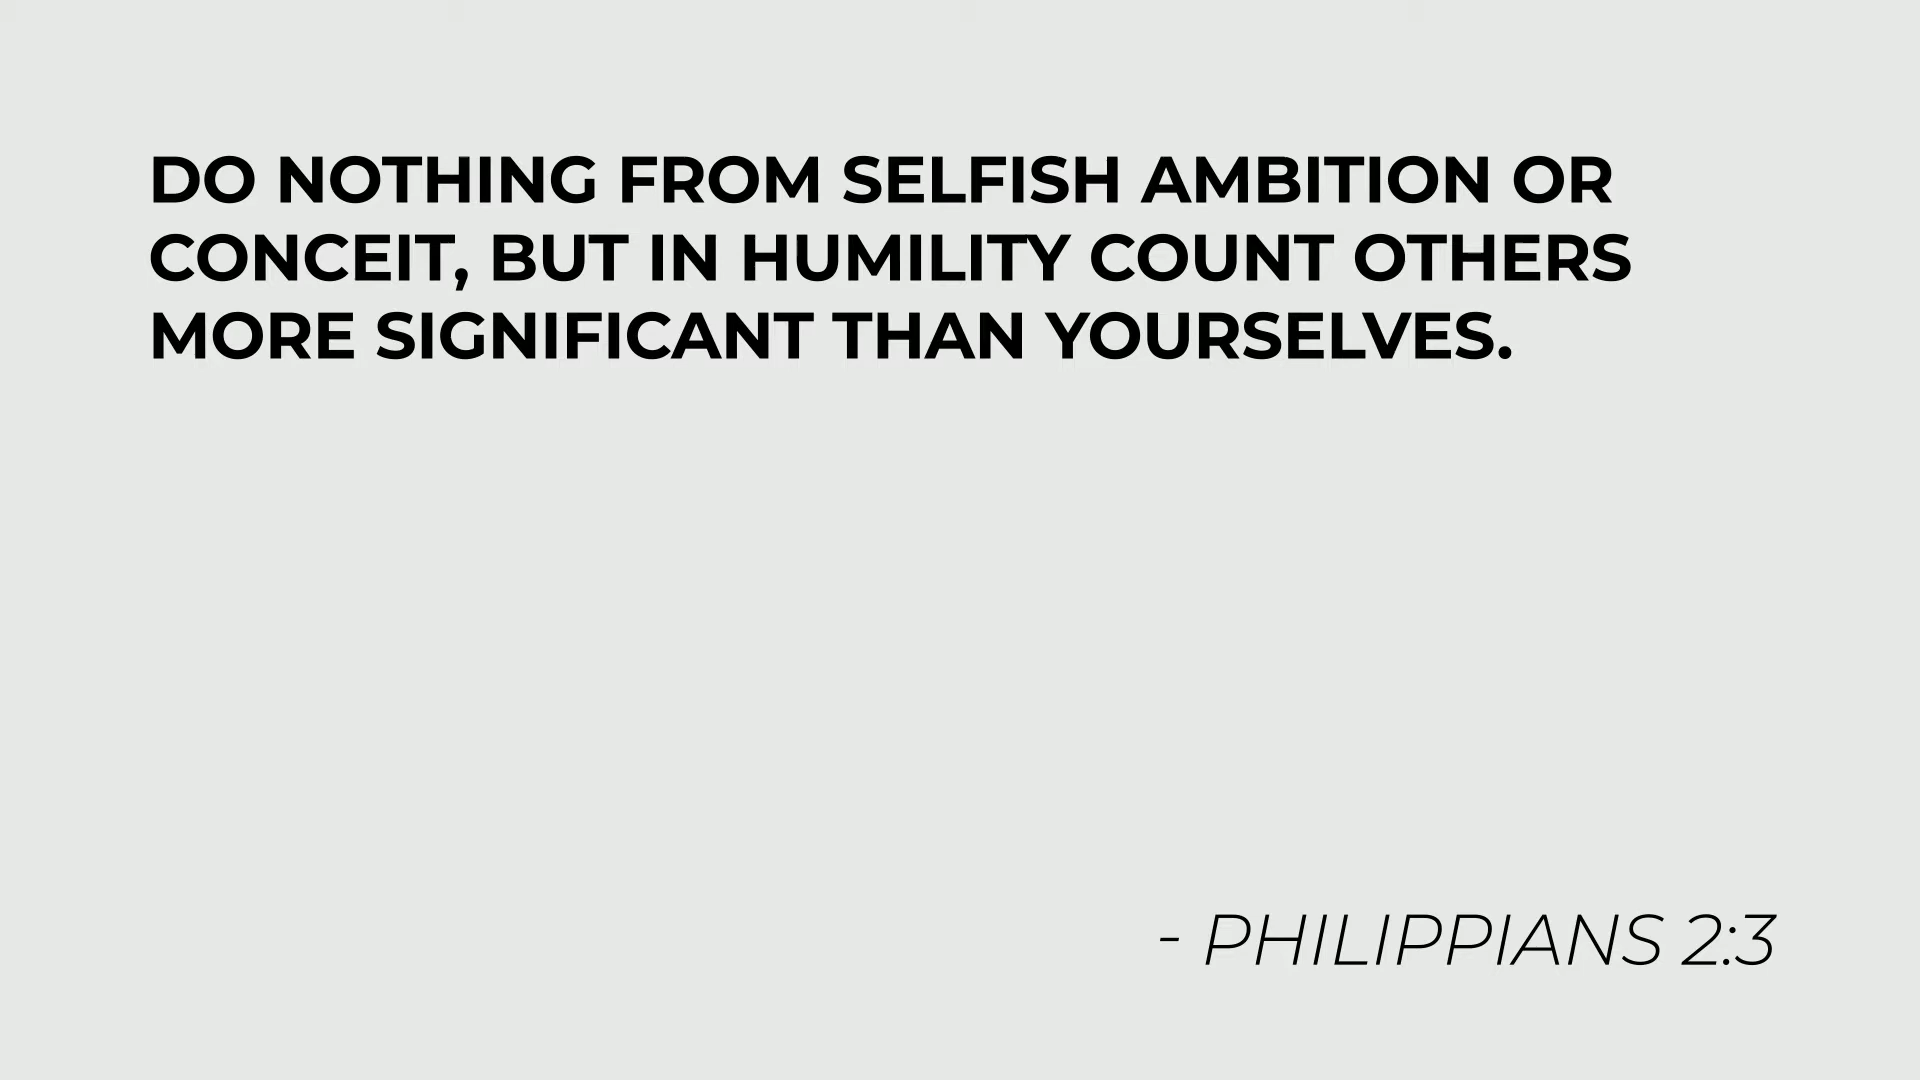 DO NOTHING FROM SELFISH AMBITION OR
CONCEIT, BUT IN HUMILITY COUNT OTHERS
MORE SIGNIFICANT THAN YOURSELVES.
- PHILIPPIANS 2:3